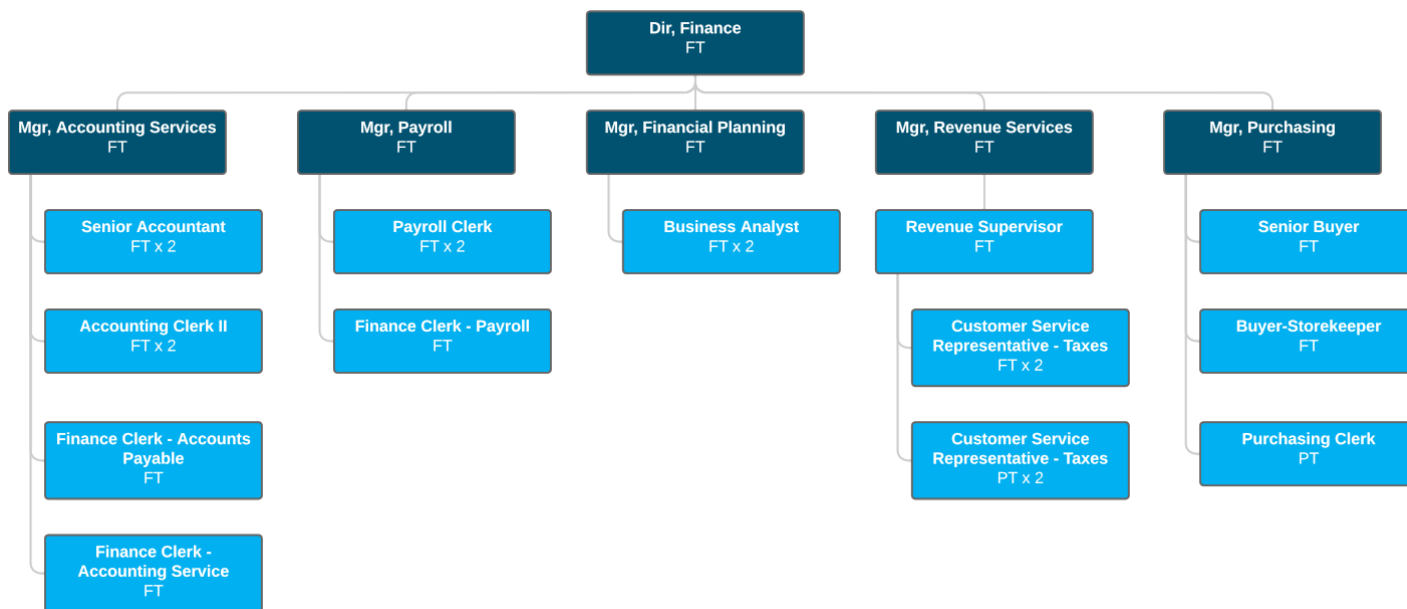 Dir, Finance
FT
Mgr, Accounting Services
FT
Mgr, Payroll
FT
Mgr, Financial Planning
FT
Mgr, Revenue Services
FT
Mgr, Purchasing
FT
Senior Accountant
FT x 2
Payroll Clerk
FT x 2
Business Analyst
FT x 2
Revenue Supervisor
FT
Senior Buyer
FT
Accounting Clerk II
FT x 2
Finance Clerk - Payroll
FT
Customer Service
Representative - Taxes
FT x 2
Buyer-Storekeeper
FT
Finance Clerk - Accounts
Payable
FT
Customer Service
Representative - Taxes
PT x 2
Purchasing Clerk
PT
Finance Clerk -
Accounting Service
FT